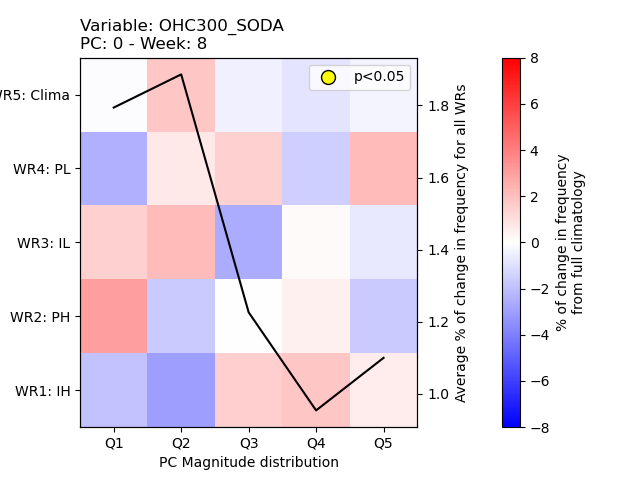 Variable: OHC300_SODA
PC: 0 - Week: 8
p<0.05
WR5: Clima
WR4: PL
WR3: IL
WR2: PH
WR1: IH
Q1 Q2 Q3 Q4 Q5
PC Magnitude distribution
1.8
1.6
1.4
1.2
1.0
Average % of change in frequency for all WRs
8
6
4
2
0
−2
−4
−6
−8
% of change in frequency
from full climatology